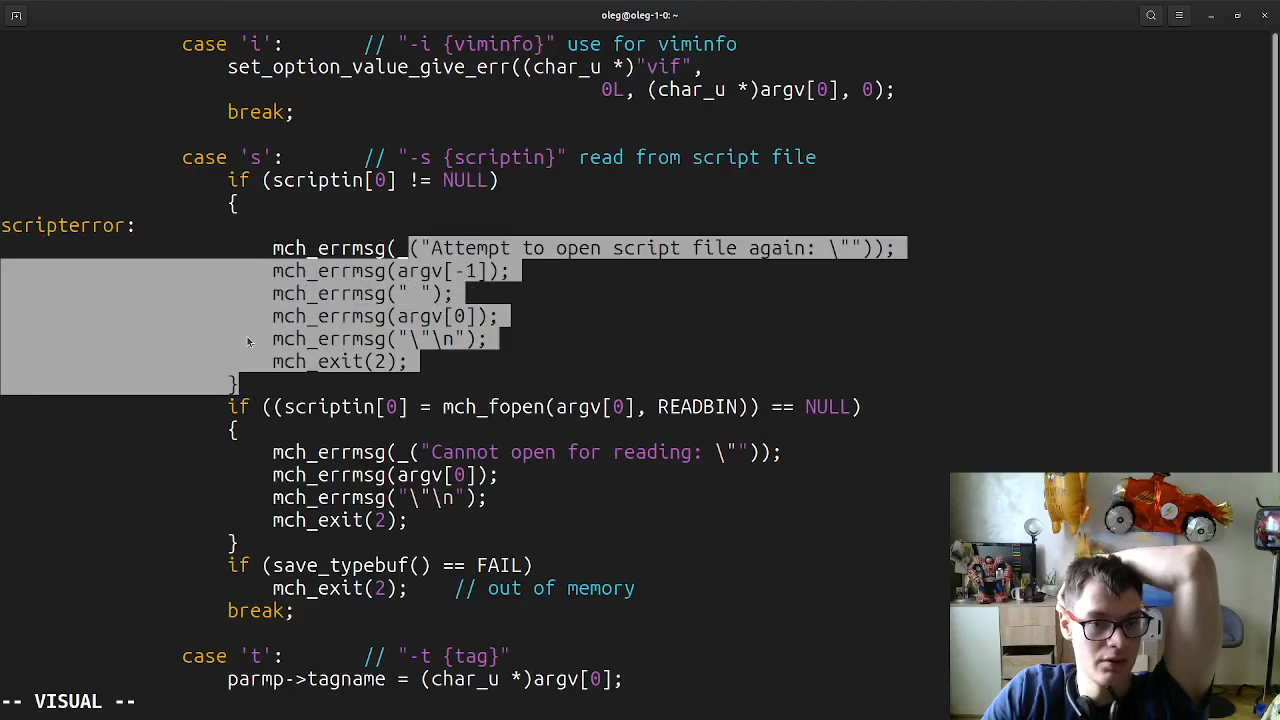 oleg@oleg-1-0: ~
case 'i':       // "-i {viminfo}" use for viminfo
set_option_value_give_err((char_u *)"vif",
0L, (char_u *)argv[0], 0);
break;
case 's':       // "-s {scriptin}" read from script file
if (scriptin[0] != NULL)
{
scripterror:
mch_errmsg(_("Attempt to open script file again: \""));
mch_errmsg(argv[-1]);
mch_errmsg(" ");
mch_errmsg(argv[0]);
mch_errmsg("\"\n");
mch_exit(2);
}
if ((scriptin[0] = mch_fopen(argv[0], READBIN)) == NULL)
{
mch_errmsg(_("Cannot open for reading: \""));
mch_errmsg(argv[0]);
mch_errmsg("\"\n");
mch_exit(2);
}
if (save_typebuf() == FAIL)
mch_exit(2);    // out of memory
break;
case 't':       // "-t {tag}"
parmp->tagname = (char_u *)argv[0];
-- VISUAL --